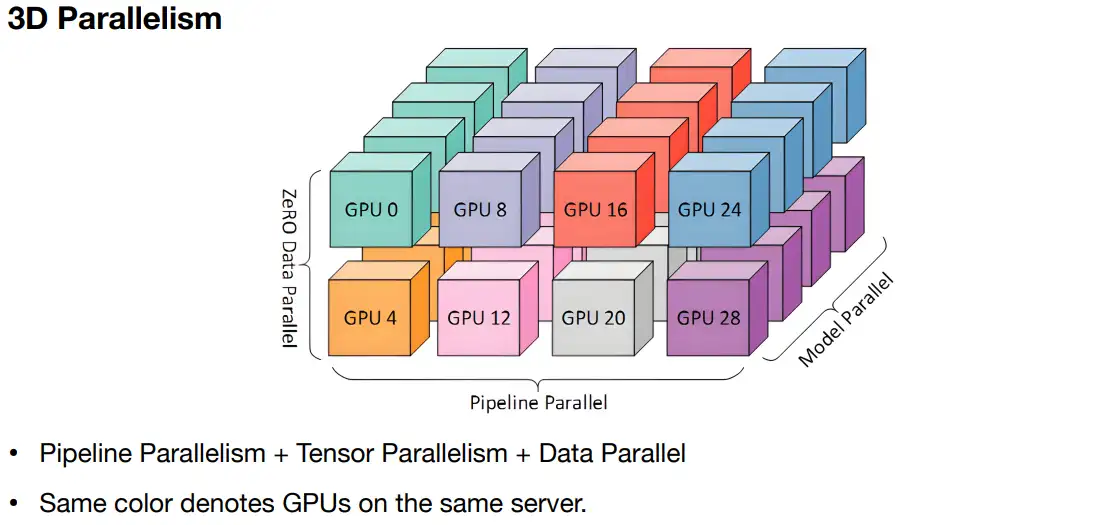 3D Parallelism
ZeRO Data Parallel
GPU 0
GPU 8
GPU 16
GPU 24
GPU 4
GPU 12
GPU 20
GPU 28
Model Parallel
Pipeline Parallel
• Pipeline Parallelism + Tensor Parallelism + Data Parallel
• Same color denotes GPUs on the same server.